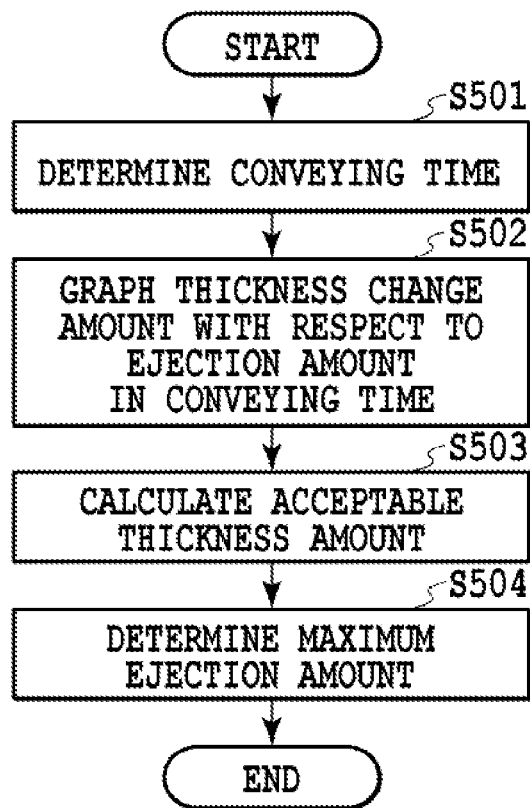 START
S501
DETERMINE CONVEYING TIME
S502
GRAPH THICKNESS CHANGE
AMOUNT WITH RESPECT TO
EJECTION AMOUNT
IN CONVEYING TIME
S503
CALCULATE ACCEPTABLE
THICKNESS AMOUNT
S504
DETERMINE MAXIMUM
EJECTION AMOUNT
END